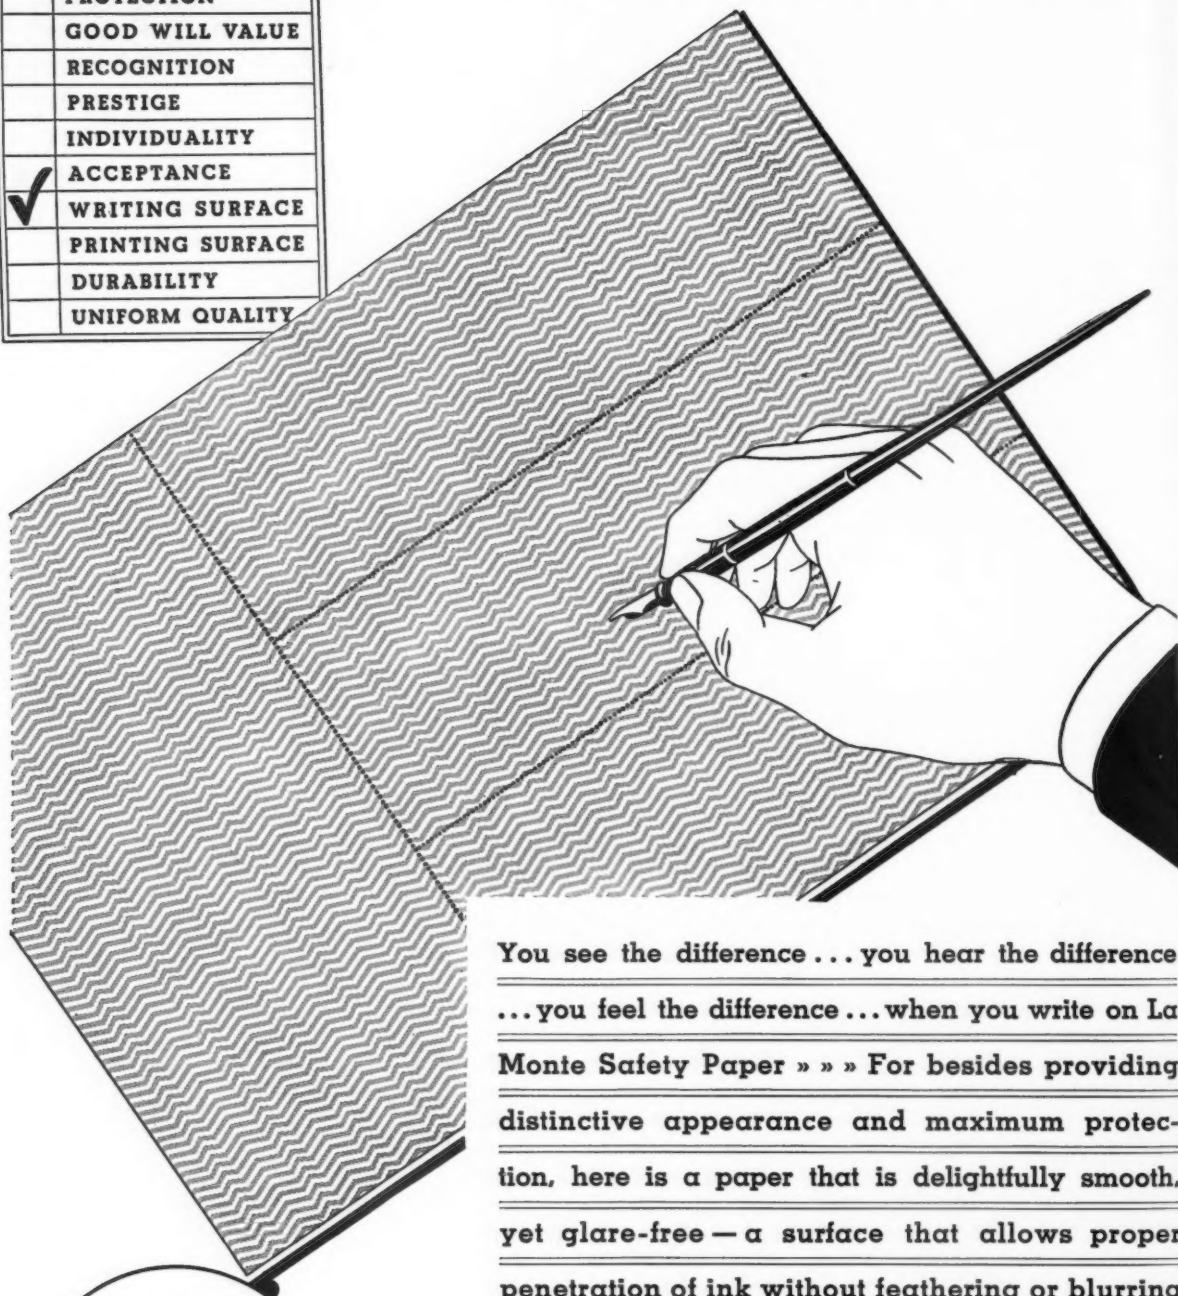 PROTECTION
GOOD WILL VALUE
RECOGNITION
PRESTIGE
INDIVIDUALITY
ACCEPTANCE
WRITING SURFACE
PRINTING SURFACE
DURABILITY
UNIFORM QUALITY
You see the difference ... you hear the difference
... you feel the difference ... when you write on La
Monte Safety Paper » » » For besides providing
distinctive appearance and maximum protec-
tion, here is a paper that is delightfully smooth,
yet glare-free — a surface that allows proper
penetration of ink without feathering or blurring